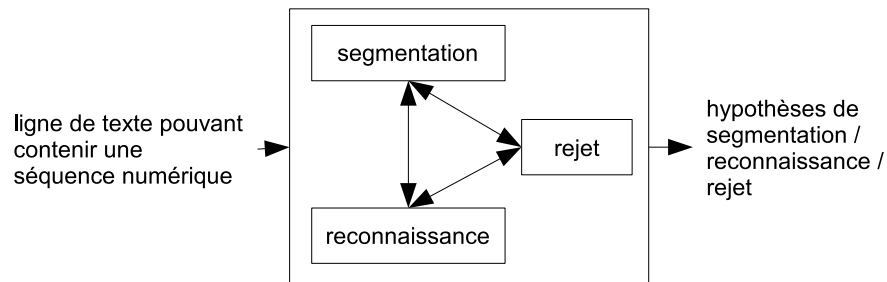 ligne de texte pouvant
contenir une
séquence numérique
segmentation
rejet
reconnaissance
hypothèses de
segmentation /
reconnaissance /
rejet